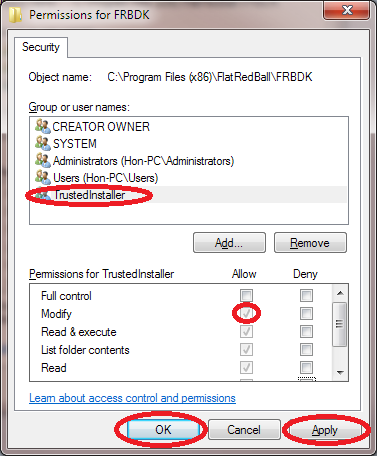 Permissions for FRBDK
Security
Object name: C:\Program Files (x86)\FlatRedBall\FRBDK
Group or user names:
CREATOR OWNER
SYSTEM
Administrators (Hon-PC\Administrators)
Users (Hon-PC\Users)
TrustedInstaller
Add... Remove
Permissions for TrustedInstaller Allow Deny
Full control
Modify
Read & execute
List folder contents
Read
Learn about access control and permissions
OK Cancel Apply